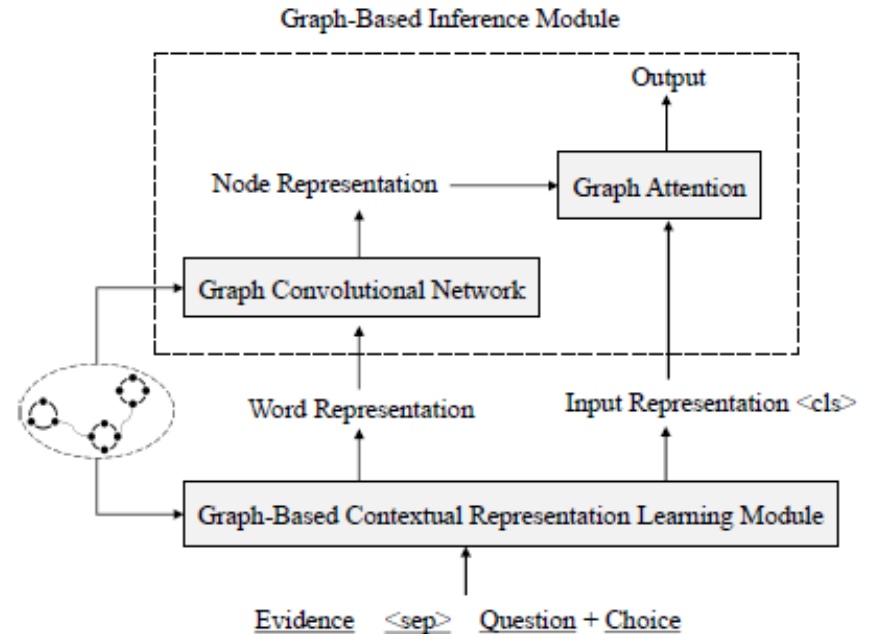 Graph-Based Inference Module
Output
Node Representation
Graph Attention
Graph Convolutional Network
Word Representation
Input Representation <cls>
Graph-Based Contextual Representation Learning Module
Evidence <sep> Question + Choice